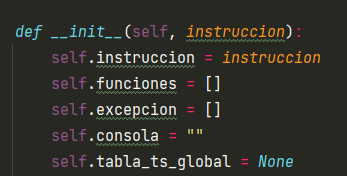 def __init__(self, instruccion):
self.instruccion = instruccion
self.funciones = []
self.excepcion = []
self.consola = ""
self.tabla_ts_global = None